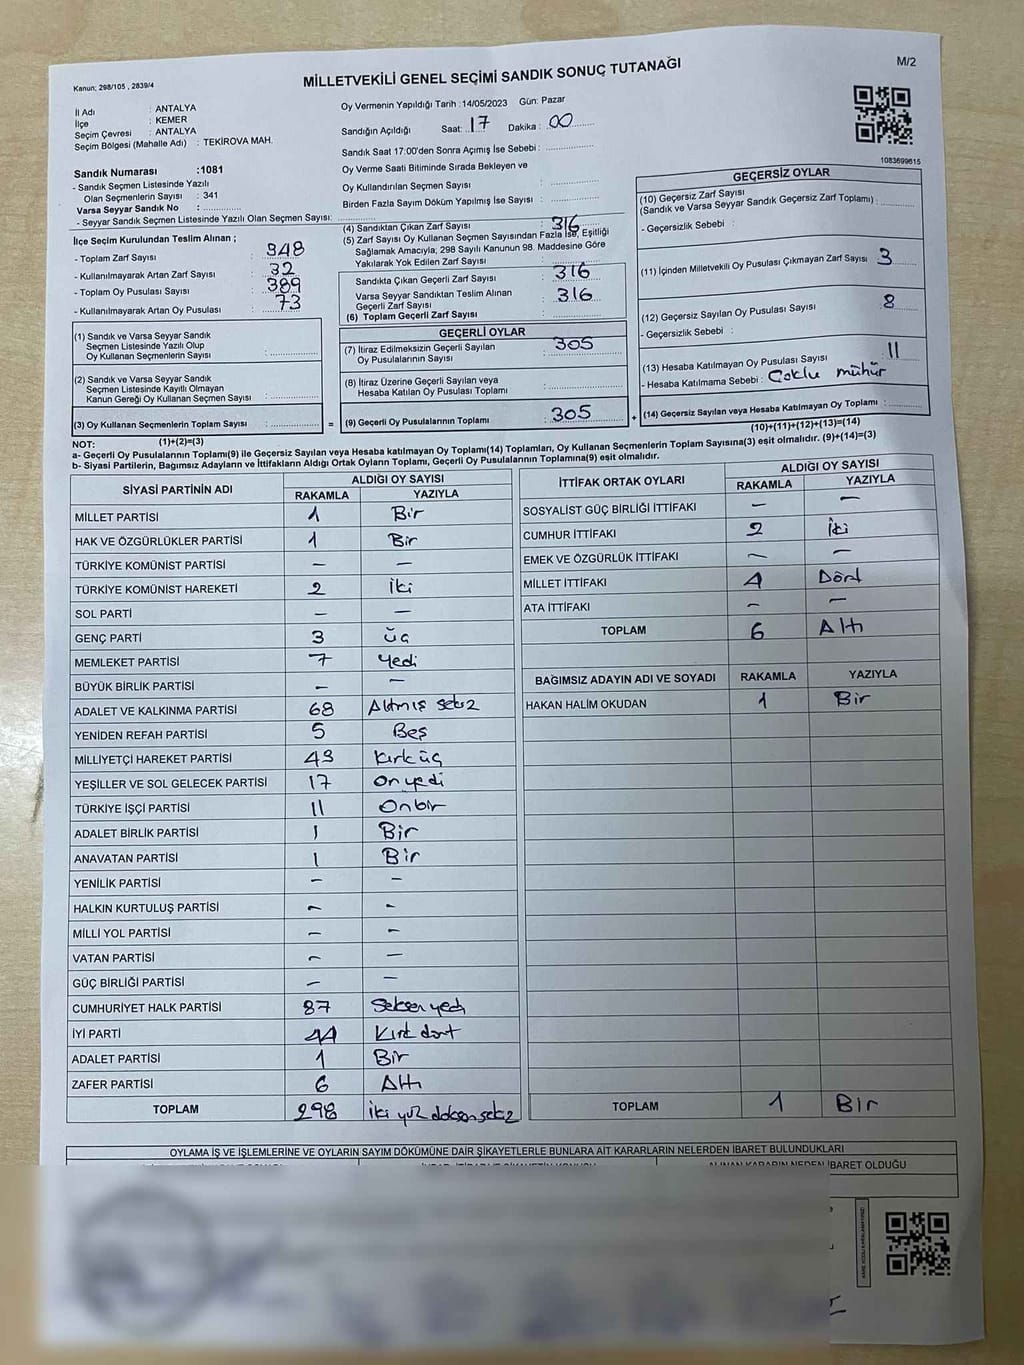 Kanun; 298/105 , 2839/4
MİLLETVEKİLİ GENEL SEÇİMİ SANDIK SONUÇ TUTANAĞI
M/2
İl Adı : ANTALYA
İlçe : KEMER
Seçim Çevresi : ANTALYA
Seçim Bölgesi (Mahalle Adı) : TEKİROVA MAH.
Oy Vermenin Yapıldığı Tarih :14/05/2023 Gün: Pazar
Sandığın Açıldığı Saat: 17 Dakika : 00
Sandık Saat 17:00'den Sonra Açımış İse Sebebi :
Oy Verme Saati Bitiminde Sırada Bekleyen ve
Oy Kullandırılan Seçmen Sayısı :
Birden Fazla Sayım Döküm Yapılmış İse Sayısı :
1083699615
Sandık Numarası :1081
- Sandık Seçmen Listesinde Yazılı
Olan Seçmenlerin Sayısı : 341
Varsa Seyyar Sandık No :
- Seyyar Sandık Seçmen Listesinde Yazılı Olan Seçmen Sayısı:
İlçe Seçim Kurulundan Teslim Alınan ;
- Toplam Zarf Sayısı : 348
- Kullanılmayarak Artan Zarf Sayısı : 32
- Toplam Oy Pusulası Sayısı : 389
- Kullanılmayarak Artan Oy Pusulası : 73
(1) Sandık ve Varsa Seyyar Sandık
Seçmen Listesinde Yazılı Olup
Oy Kullanan Seçmenlerin Sayısı :
(2) Sandık ve Varsa Seyyar Sandık
Seçmen Listesinde Kayıtlı Olmayan
Kanun Gereği Oy Kullanan Seçmen Sayısı :
(3) Oy Kullanan Seçmenlerin Toplam Sayısı : =
(4) Sandıktan Çıkan Zarf Sayısı : 316
(5) Zarf Sayısı Oy Kullanan Seçmen Sayısından Fazla İse, Eşitliği
Sağlamak Amacıyla; 298 Sayılı Kanunun 98. Maddesine Göre
Yakılarak Yok Edilen Zarf Sayısı :
Sandıkta Çıkan Geçerli Zarf Sayısı : 316
Varsa Seyyar Sandıktan Teslim Alınan
Geçerli Zarf Sayısı : 316
(6) Toplam Geçerli Zarf Sayısı :
GEÇERLİ OYLAR
(7) İtiraz Edilmeksizin Geçerli Sayılan
Oy Pusulalarının Sayısı : 305
(8) İtiraz Üzerine Geçerli Sayılan veya
Hesaba Katılan Oy Pusulası Toplamı :
(9) Geçerli Oy Pusulalarının Toplamı : 305 +
GEÇERSİZ OYLAR
(10) Geçersiz Zarf Sayısı
(Sandık ve Varsa Seyyar Sandık Geçersiz Zarf Toplamı) :
- Geçersizlik Sebebi :
(11) İçinden Milletvekili Oy Pusulası Çıkmayan Zarf Sayısı : 3
(12) Geçersiz Sayılan Oy Pusulası Sayısı : 8
- Geçersizlik Sebebi :
(13) Hesaba Katılmayan Oy Pusulası Sayısı : 11
- Hesaba Katılmama Sebebi : Çoklu mühür
(14) Geçersiz Sayılan veya Hesaba Katılmayan Oy Toplamı :
(10)+(11)+(12)+(13)=(14)
NOT: (1)+(2)=(3)
a- Geçerli Oy Pusulalarının Toplamı(9) ile Geçersiz Sayılan veya Hesaba katılmayan Oy Toplamı(14) Toplamları, Oy Kullanan Seçmenlerin Toplam Sayısına(3) eşit olmalıdır. (9)+(14)=(3)
b- Siyasi Partilerin, Bağımsız Adayların ve İttifakların Aldığı Ortak Oyların Toplamı, Geçerli Oy Pusulalarının Toplamına(9) eşit olmalıdır.
SİYASİ PARTİNİN ADI ALDIĞI OY SAYISI
RAKAMLA YAZIYLA
MİLLET PARTİSİ 1 Bir
HAK VE ÖZGÜRLÜKLER PARTİSİ 1 Bir
TÜRKİYE KOMÜNİST PARTİSİ – –
TÜRKİYE KOMÜNİST HAREKETİ 2 İki
SOL PARTİ – –
GENÇ PARTİ 3 üç
MEMLEKET PARTİSİ 7 yedi
BÜYÜK BİRLİK PARTİSİ – –
ADALET VE KALKINMA PARTİSİ 68 Altmış sekiz
YENİDEN REFAH PARTİSİ 5 Beş
MİLLİYETÇİ HAREKET PARTİSİ 43 Kırküç
YEŞİLLER VE SOL GELECEK PARTİSİ 17 Onyedi
TÜRKİYE İŞÇİ PARTİSİ 11 Onbir
ADALET BİRLİK PARTİSİ 1 Bir
ANAVATAN PARTİSİ 1 Bir
YENİLİK PARTİSİ – –
HALKIN KURTULUŞ PARTİSİ – –
MİLLİ YOL PARTİSİ – –
VATAN PARTİSİ – –
GÜÇ BİRLİĞİ PARTİSİ – –
CUMHURİYET HALK PARTİSİ 87 Seksen yedi
İYİ PARTİ 44 Kırk dört
ADALET PARTİSİ 1 Bir
ZAFER PARTİSİ 6 Altı
TOPLAM 298 iki yüz doksan sekiz
İTTİFAK ORTAK OYLARI ALDIĞI OY SAYISI
RAKAMLA YAZIYLA
SOSYALİST GÜÇ BİRLİĞİ İTTİFAKI – –
CUMHUR İTTİFAKI 2 İki
EMEK VE ÖZGÜRLÜK İTTİFAKI – –
MİLLET İTTİFAKI 4 Dört
ATA İTTİFAKI – –
TOPLAM 6 Altı
BAĞIMSIZ ADAYIN ADI VE SOYADI RAKAMLA YAZIYLA
HAKAN HALİM OKUDAN 1 Bir
TOPLAM 1 Bir
OYLAMA İŞ VE İŞLEMLERİNE VE OYLARIN SAYIM DÖKÜMÜNE DAİR ŞİKAYETLERLE BUNLARA AİT KARARLARIN NELERDEN İBARET BULUNDUKLARI
ALINAN KARARIN NEDEN İBARET OLDUĞU